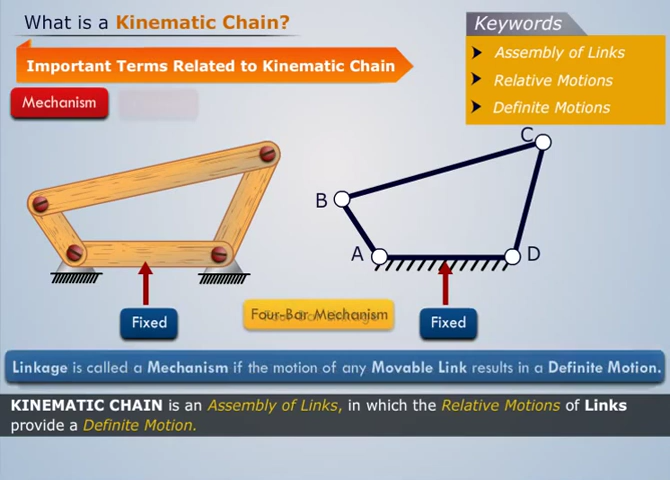 What is a Kinematic Chain?
Keywords
Assembly of Links
Relative Motions
Definite Motions
Important Terms Related to Kinematic Chain
Mechanism
C
B
A
D
Fixed
Four-Bar Mechanism
Fixed
Linkage is called a Mechanism if the motion of any Movable Link results in a Definite Motion.
KINEMATIC CHAIN is an Assembly of Links, in which the Relative Motions of Links
provide a Definite Motion.